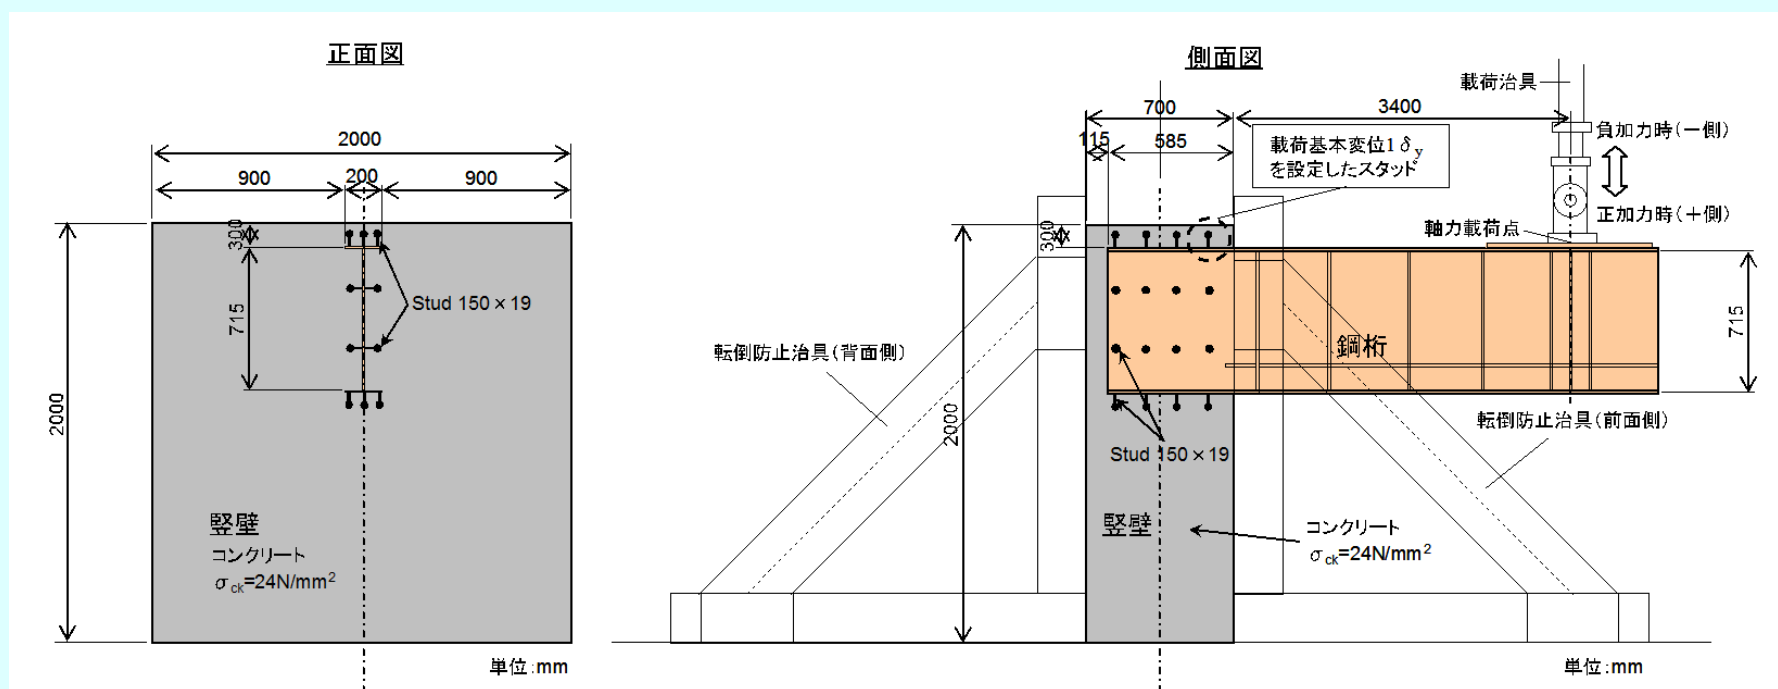 正面図
2000
900
200
900
300
715
2000
Stud 150×19
竪壁
コンクリート
σck=24N/mm2
単位:mm
側面図
700
3400
115
585
載荷基本変位1δy
を設定したスタッド
載荷治具
負加力時(-側)
正加力時(+側)
軸力載荷点
300
2000
715
鋼桁
転倒防止治具(背面側)
転倒防止治具(前面側)
Stud 150×19
竪壁
コンクリート
σck=24N/mm2
単位:mm